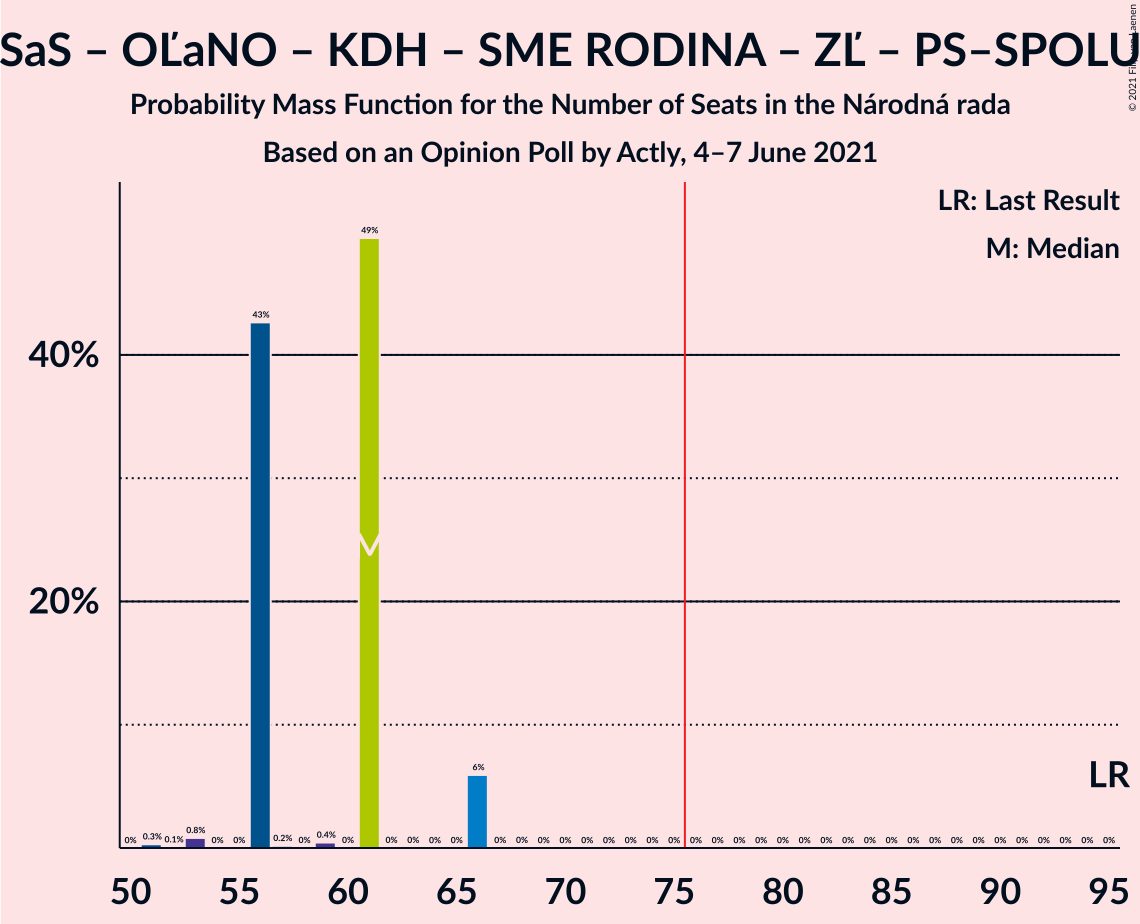 SaS – OĽaNO – KDH – SME RODINA – ZĽ – PS–SPOLU
Probability Mass Function for the Number of Seats in the Národná rada
Based on an Opinion Poll by Actly, 4–7 June 2021
© 2021 Filip van Laenen
LR: Last Result
M: Median
49%
43%
40%
20%
M
6%
LR
0% 0.3% 0.1% 0.8% 0% 0% 0.2% 0% 0.4% 0% 0% 0% 0% 0% 0% 0% 0% 0% 0% 0% 0% 0% 0% 0% 0% 0% 0% 0% 0% 0% 0% 0% 0% 0% 0% 0% 0% 0% 0% 0% 0% 0% 0%
50 55 60 65 70 75 80 85 90 95